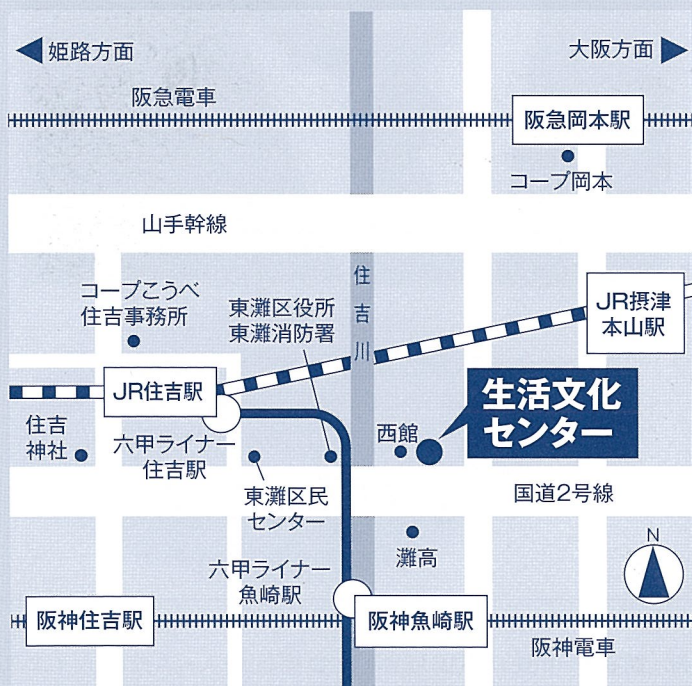 姫路方面
大阪方面
阪急電車
阪急岡本駅
コープ岡本
山手幹線
住吉川
コープこうべ
住吉事務所
東灘区役所
東灘消防署
JR摂津
本山駅
JR住吉駅
生活文化
センター
住吉
神社
六甲ライナー
住吉駅
西館
東灘区民
センター
国道2号線
灘高
N
六甲ライナー
魚崎駅
阪神住吉駅
阪神魚崎駅
阪神電車